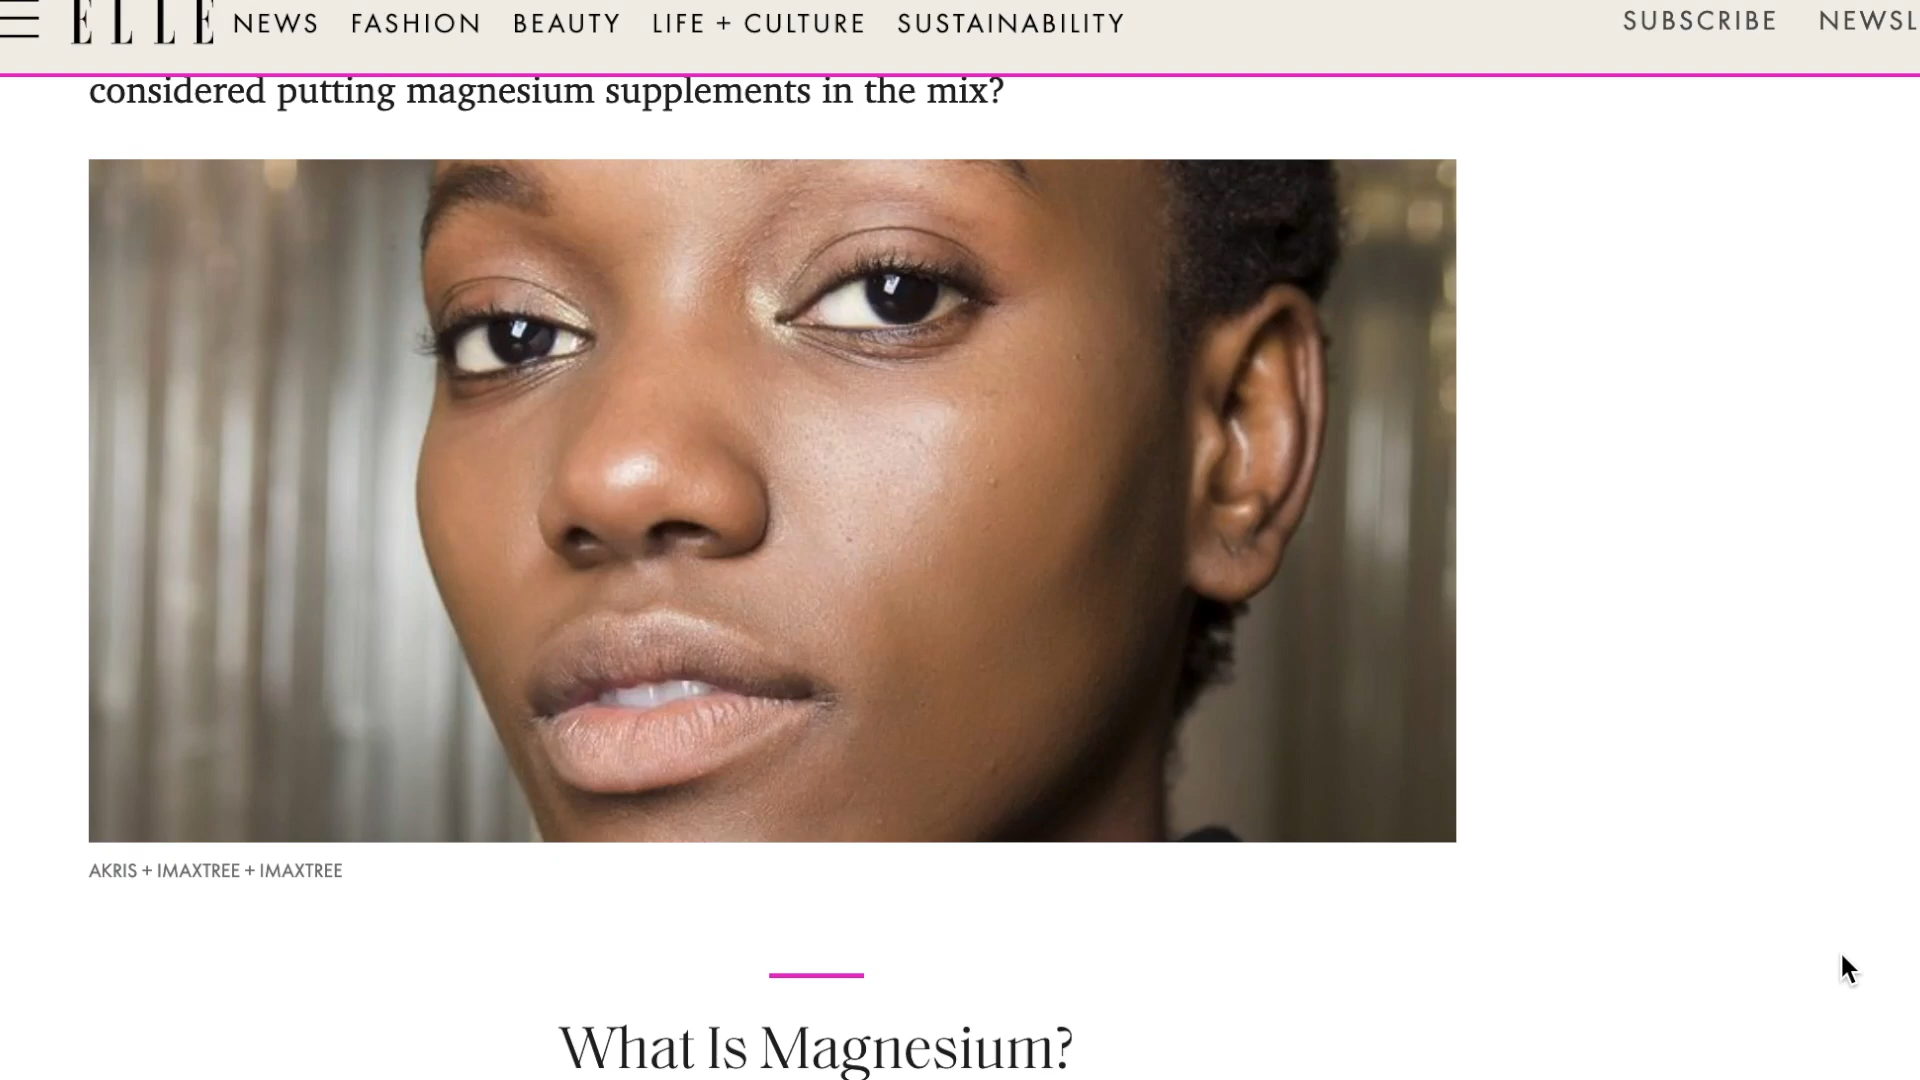 ELLE NEWS FASHION BEAUTY LIFE + CULTURE SUSTAINABILITY SUBSCRIBE NEWSL
considered putting magnesium supplements in the mix?
AKRIS + IMAXTREE + IMAXTREE
What Is Magnesium?